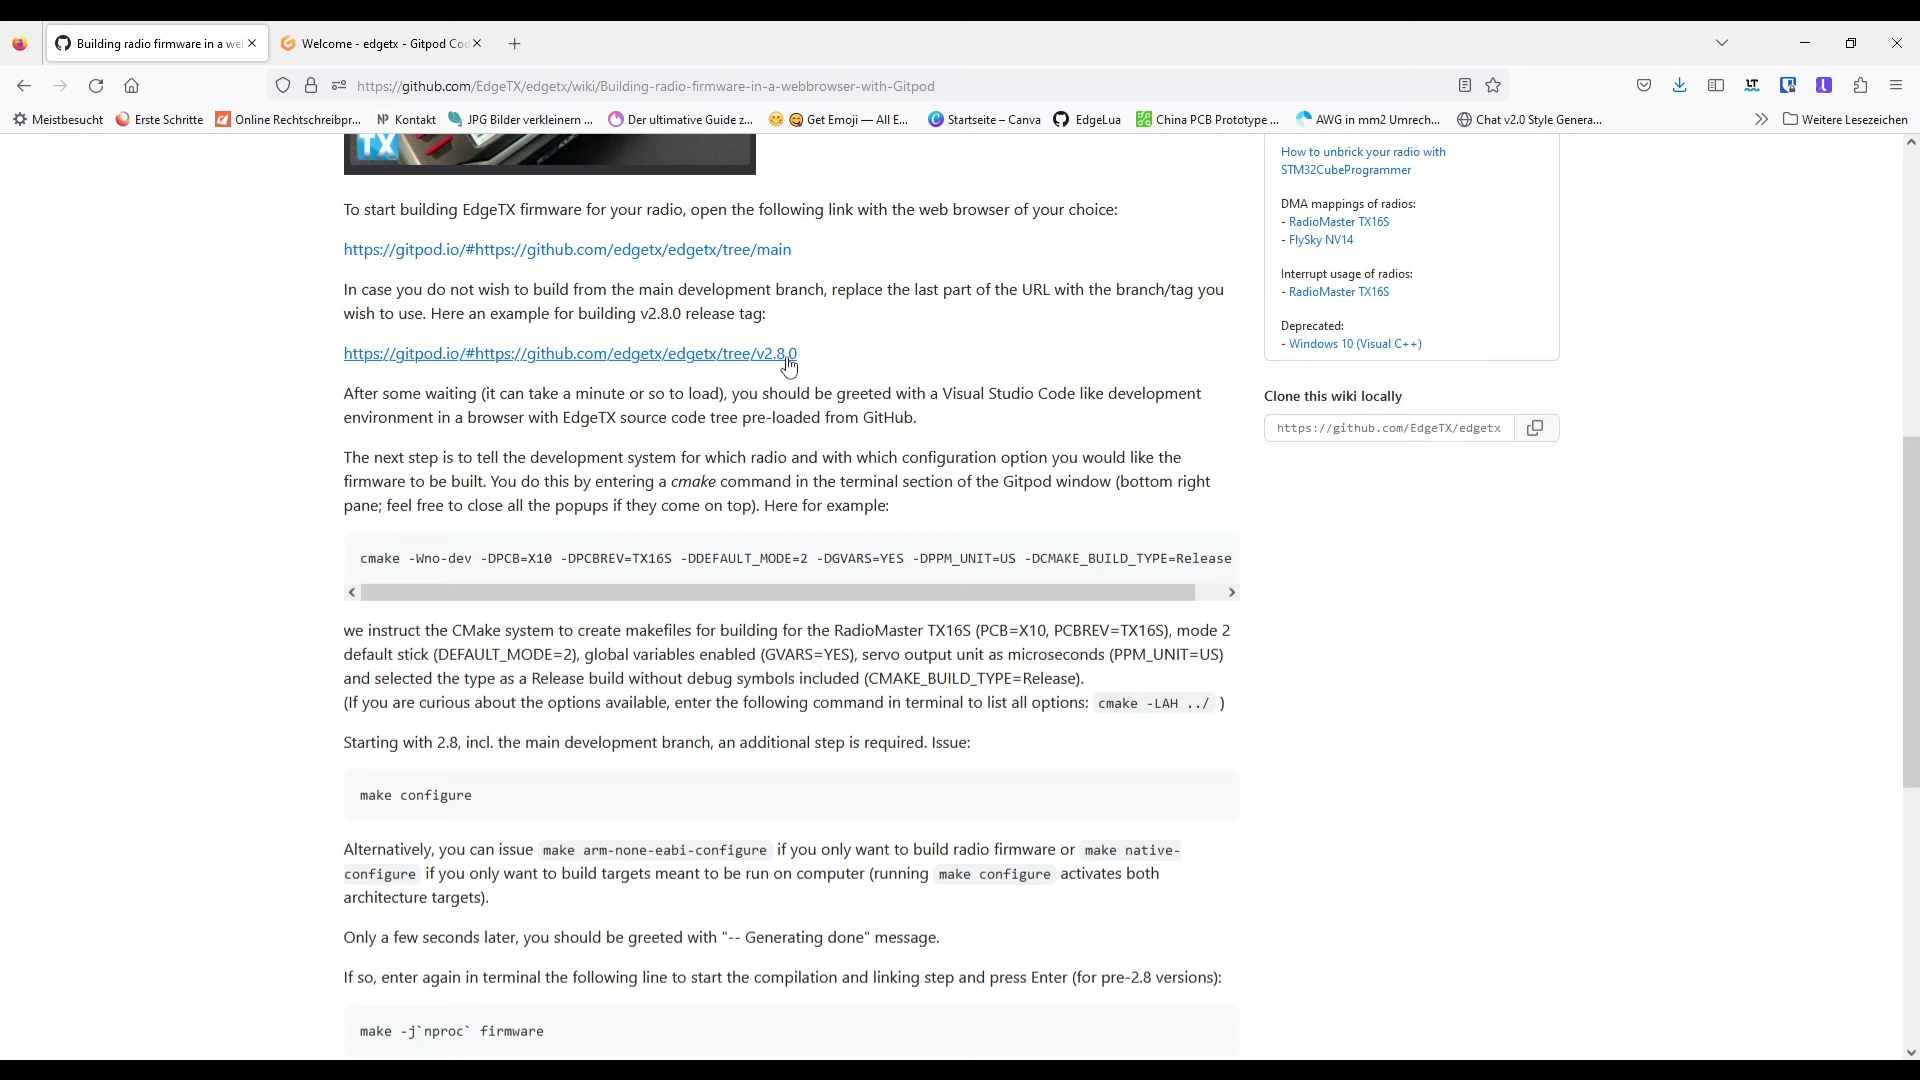 Building radio firmware in a we
Welcome - edgetx - Gitpod Co
https://github.com/EdgeTX/edgetx/wiki/Building-radio-firmware-in-a-webbrowser-with-Gitpod
Meistbesucht
Erste Schritte
Online Rechtschreibpr...
Kontakt
JPG Bilder verkleinern ...
Der ultimative Guide z...
Get Emoji — All E...
Startseite – Canva
EdgeLua
China PCB Prototype ...
AWG in mm2 Umrech...
Chat v2.0 Style Genera...
Weitere Lesezeichen
TX
To start building EdgeTX firmware for your radio, open the following link with the web browser of your choice:
https://gitpod.io/#https://github.com/edgetx/edgetx/tree/main
In case you do not wish to build from the main development branch, replace the last part of the URL with the branch/tag you
wish to use. Here an example for building v2.8.0 release tag:
https://gitpod.io/#https://github.com/edgetx/edgetx/tree/v2.8.0
After some waiting (it can take a minute or so to load), you should be greeted with a Visual Studio Code like development
environment in a browser with EdgeTX source code tree pre-loaded from GitHub.
The next step is to tell the development system for which radio and with which configuration option you would like the
firmware to be built. You do this by entering a cmake command in the terminal section of the Gitpod window (bottom right
pane; feel free to close all the popups if they come on top). Here for example:
cmake -Wno-dev -DPCB=X10 -DPCBREV=TX16S -DDEFAULT_MODE=2 -DGVARS=YES -DPPM_UNIT=US -DCMAKE_BUILD_TYPE=Release
we instruct the CMake system to create makefiles for building for the RadioMaster TX16S (PCB=X10, PCBREV=TX16S), mode 2
default stick (DEFAULT_MODE=2), global variables enabled (GVARS=YES), servo output unit as microseconds (PPM_UNIT=US)
and selected the type as a Release build without debug symbols included (CMAKE_BUILD_TYPE=Release).
(If you are curious about the options available, enter the following command in terminal to list all options: cmake -LAH ../ )
Starting with 2.8, incl. the main development branch, an additional step is required. Issue:
make configure
Alternatively, you can issue make arm-none-eabi-configure if you only want to build radio firmware or make native-
configure if you only want to build targets meant to be run on computer (running make configure activates both
architecture targets).
Only a few seconds later, you should be greeted with "-- Generating done" message.
If so, enter again in terminal the following line to start the compilation and linking step and press Enter (for pre-2.8 versions):
make -j`nproc` firmware
How to unbrick your radio with
STM32CubeProgrammer
DMA mappings of radios:
- RadioMaster TX16S
- FlySky NV14
Interrupt usage of radios:
- RadioMaster TX16S
Deprecated:
- Windows 10 (Visual C++)
Clone this wiki locally
https://github.com/EdgeTX/edgetx